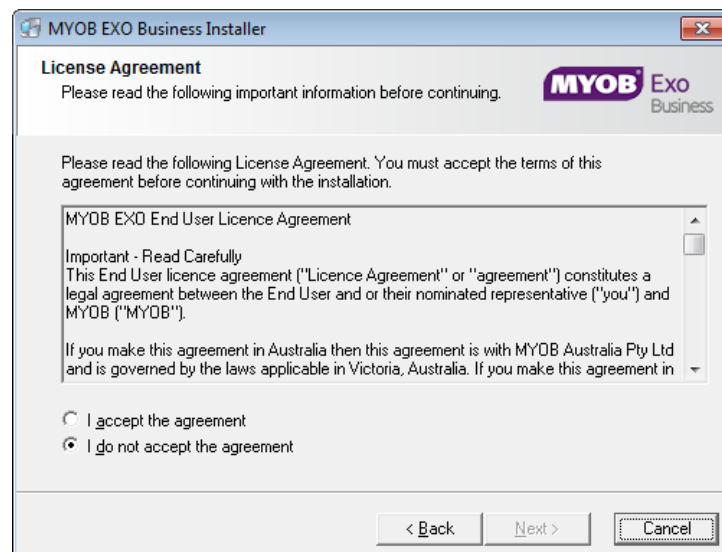 MYOB EXO Business Installer
License Agreement
Please read the following important information before continuing.
MYOB Exo
Business
Please read the following License Agreement. You must accept the terms of this
agreement before continuing with the installation.
MYOB EXO End User Licence Agreement
Important - Read Carefully
This End User licence agreement ("Licence Agreement" or "agreement") constitutes a
legal agreement between the End User and or their nominated representative ("you") and
MYOB ("MYOB").
If you make this agreement in Australia then this agreement is with MYOB Australia Pty Ltd
and is governed by the laws applicable in Victoria, Australia. If you make this agreement in
I accept the agreement
I do not accept the agreement
< Back Next > Cancel